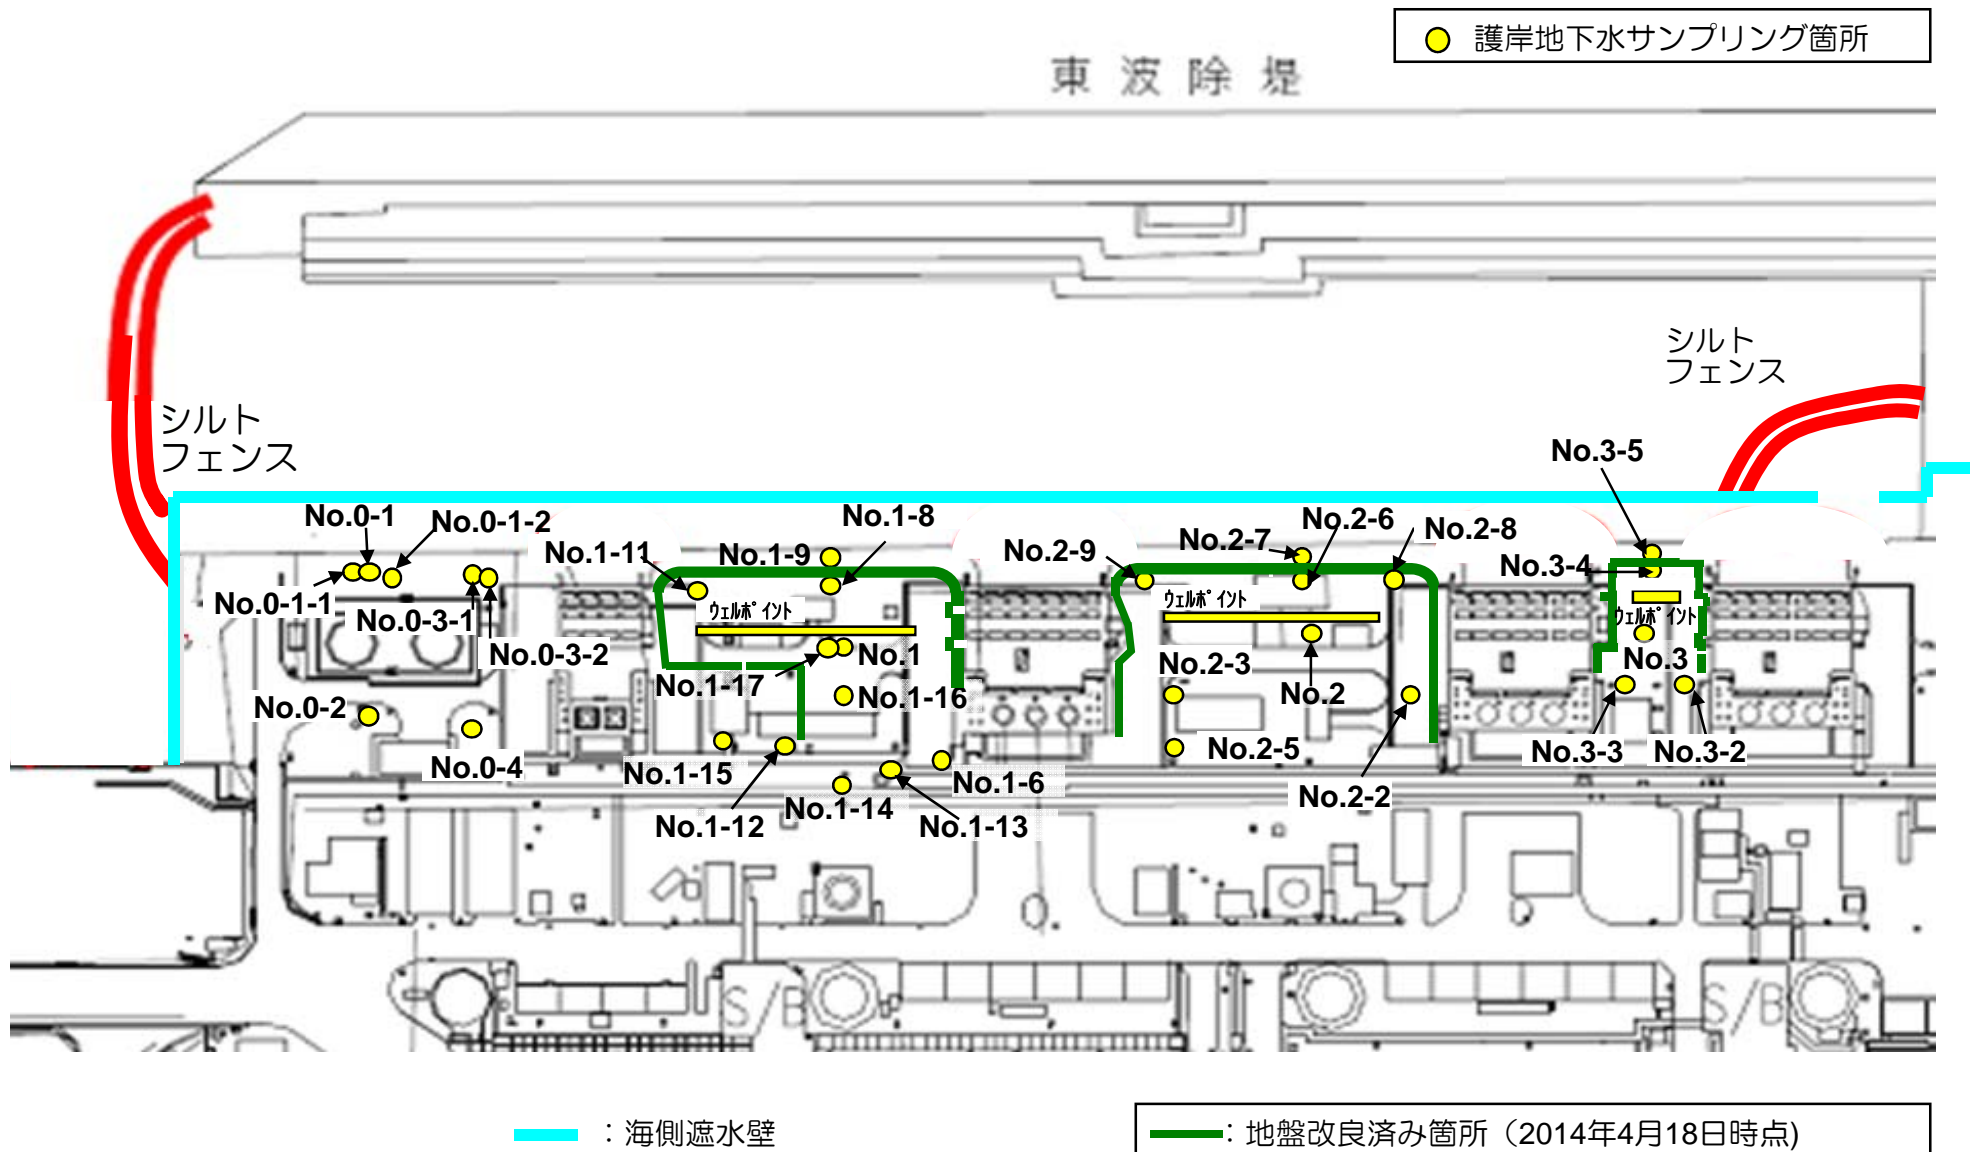 護岸地下水サンプリング箇所
東波除堤
シルト
フェンス
シルト
フェンス
No.3-5
No.0-1
No.0-1-2
No.1-8
No.2-6
No.2-8
No.1-11
No.1-9
No.2-9
No.2-7
No.3-4
No.0-1-1
No.0-3-1
ｳｪﾙﾎﾟｲﾝﾄ
ｳｪﾙﾎﾟｲﾝﾄ
ｳｪﾙﾎﾟｲﾝﾄ
No.0-3-2
No.1
No.2-3
No.3
No.1-17
No.1-16
No.2
No.0-2
No.0-4
No.1-15
No.1-6
No.2-5
No.3-3
No.3-2
No.2-2
No.1-12
No.1-14
No.1-13
S/B
S/B
：海側遮水壁
：地盤改良済み箇所（2014年4月18日時点)